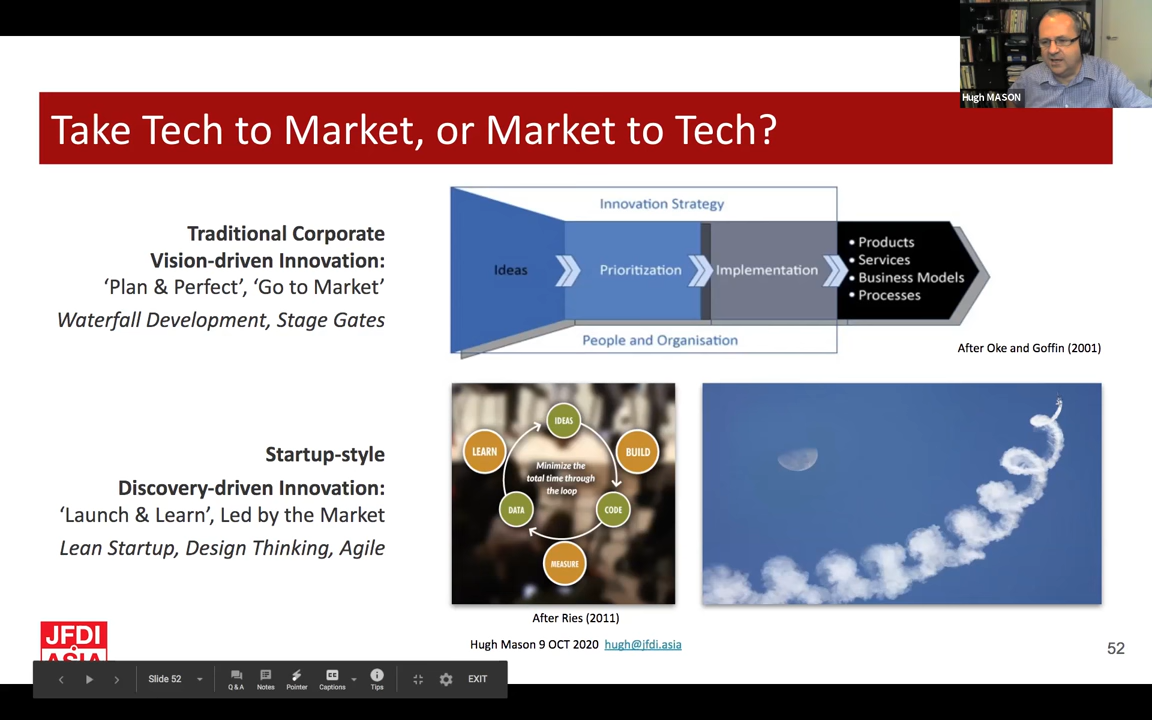 Hugh MASON
Take Tech to Market, or Market to Tech?
Traditional Corporate
Vision-driven Innovation:
‘Plan & Perfect’, ‘Go to Market’
Waterfall Development, Stage Gates
Innovation Strategy
Ideas
Prioritization
Implementation
• Products
• Services
• Business Models
• Processes
People and Organisation
After Oke and Goffin (2001)
Startup-style
Discovery-driven Innovation:
‘Launch & Learn’, Led by the Market
Lean Startup, Design Thinking, Agile
IDEAS
LEARN
BUILD
Minimize the
total time through
the loop
DATA
CODE
MEASURE
After Ries (2011)
Hugh Mason 9 OCT 2020 hugh@jfdi.asia
52
JFDI
ASIA
Slide 52
Q & A
Notes
Pointer
Captions
Tips
EXIT